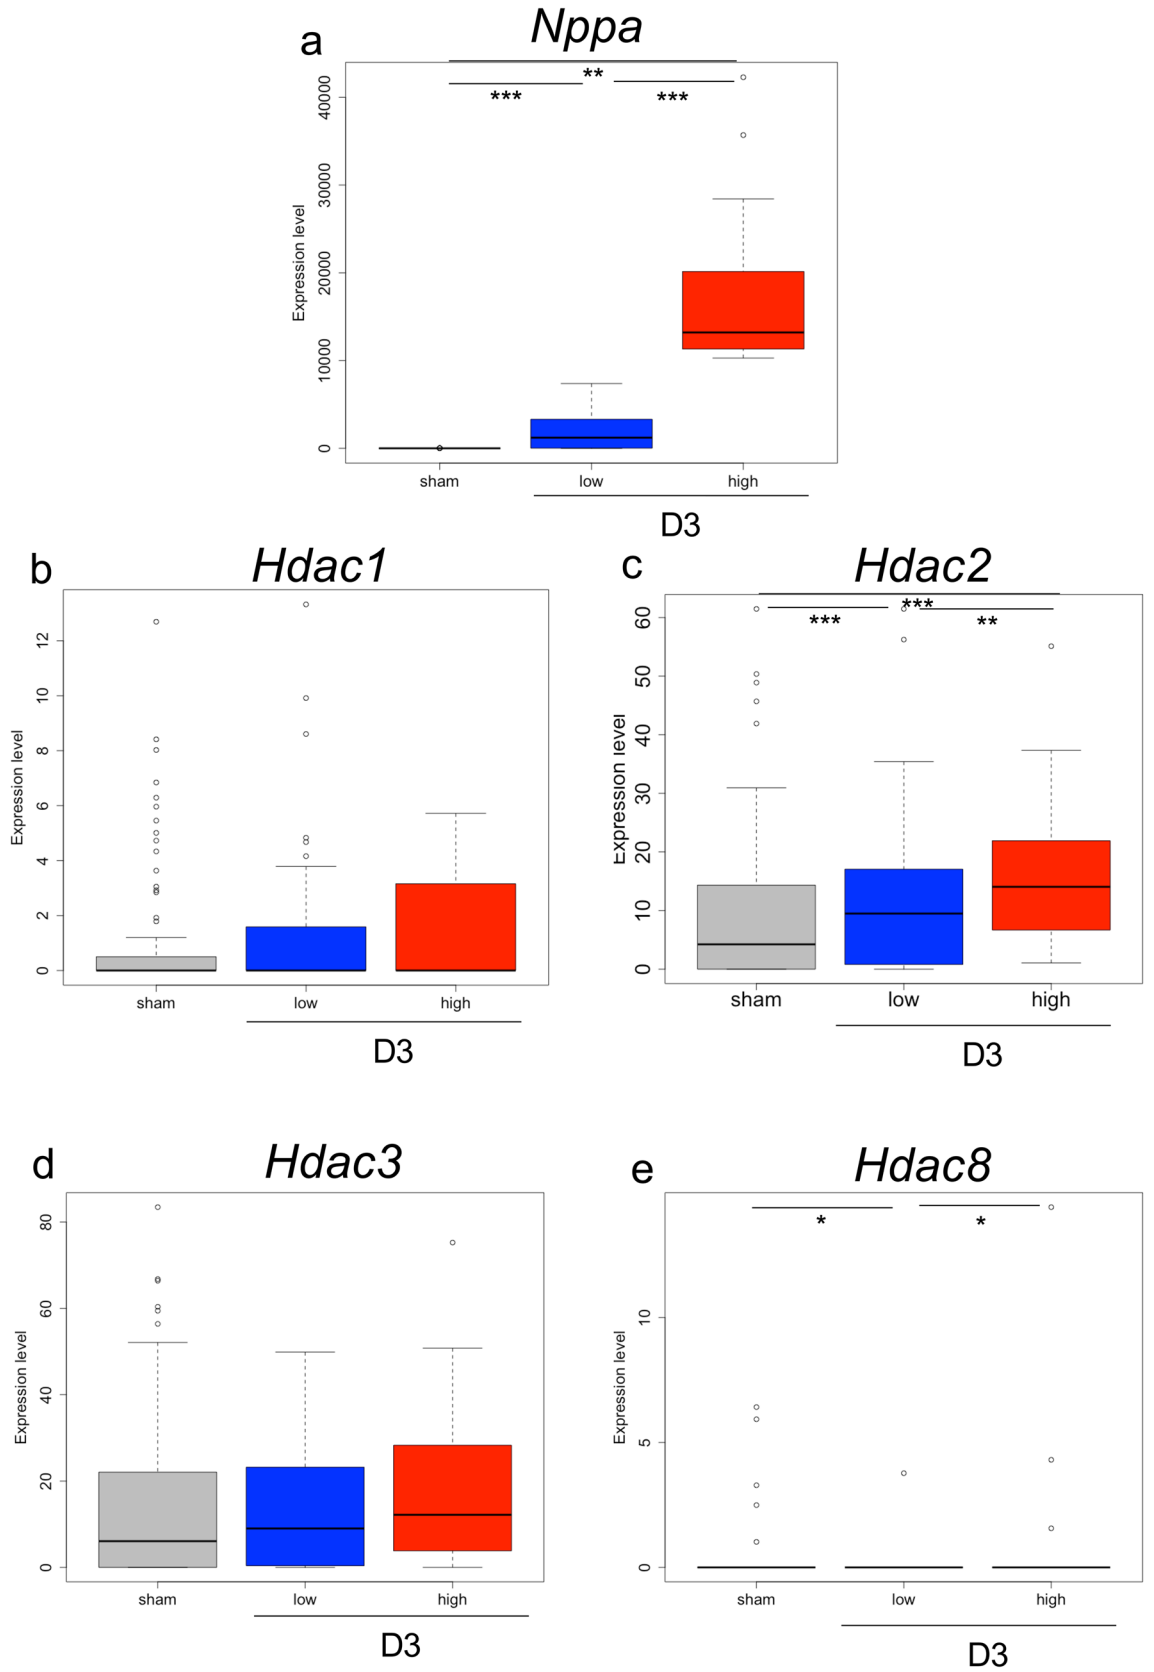 a
Nppa
**
*** ***
Expression level
40000
30000
20000
10000
0
sham low high
D3
b
Hdac1
Expression level
12
10
8
6
4
2
0
sham low high
D3
c
Hdac2
***
*** **
Expression level
60
50
40
30
20
10
0
sham low high
D3
d
Hdac3
Expression level
80
60
40
20
0
sham low high
D3
e
Hdac8
* *
Expression level
10
5
0
sham low high
D3